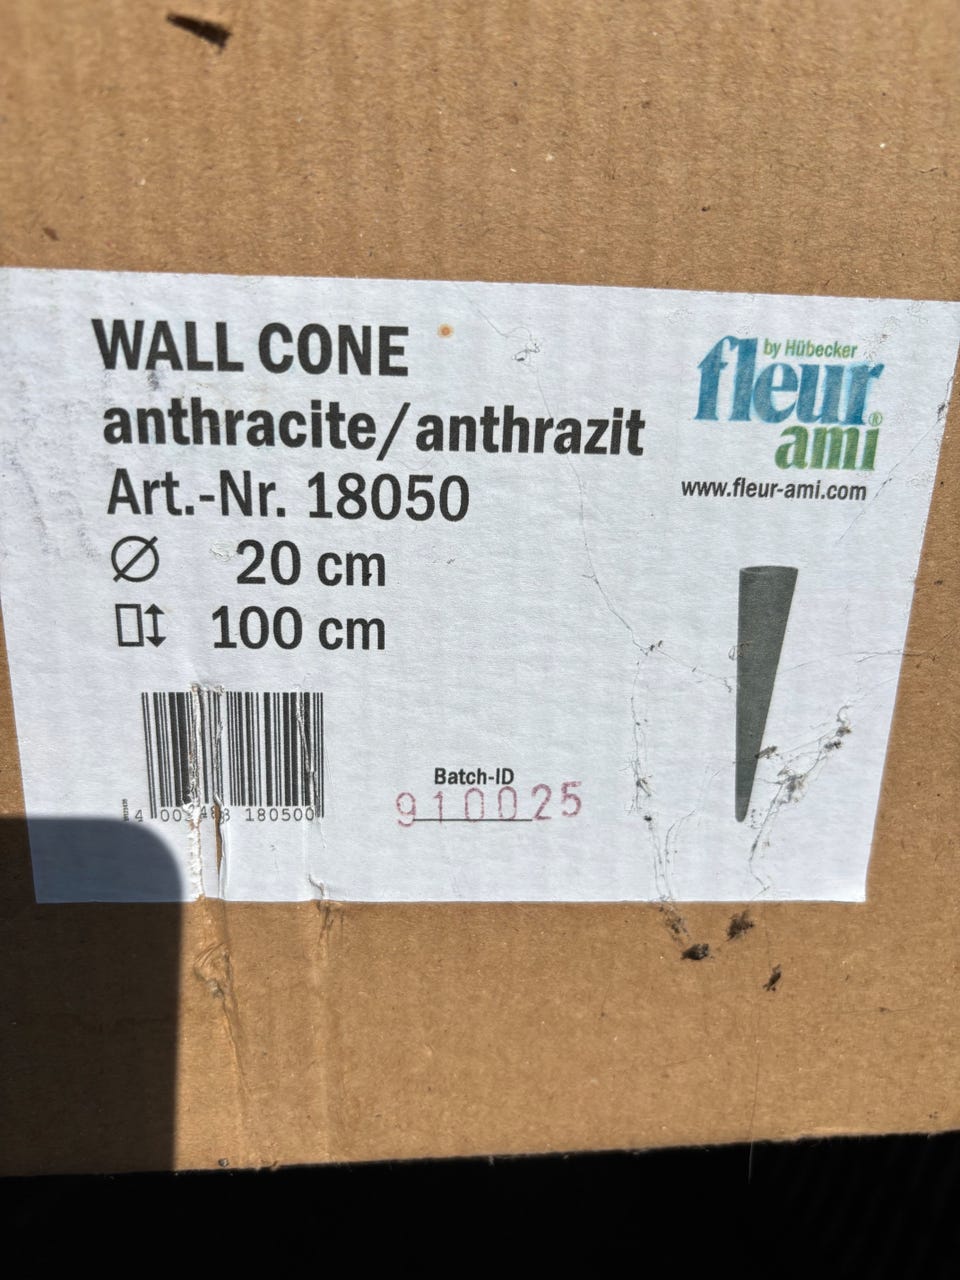 WALL CONE
anthracite/anthrazit
Art.-Nr. 18050
Ø 20 cm
100 cm
by Hübecker
fleur
ami®
www.fleur-ami.com
Batch-ID
910025
180500